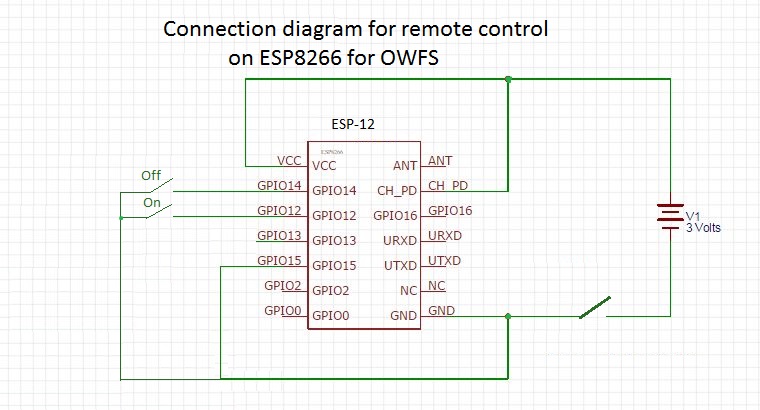 Connection diagram for remote control
on ESP8266 for OWFS
ESP-12
ESP8266
VCC VCC ANT ANT
Off GPIO14 GPIO14 CH_PD CH_PD
On GPIO12 GPIO12 GPIO16 GPIO16
GPIO13 GPIO13 URXD URXD
GPIO15 GPIO15 UTXD UTXD
GPIO2 GPIO2 NC NC
GPIO0 GPIO0 GND GND
V1
3 Volts